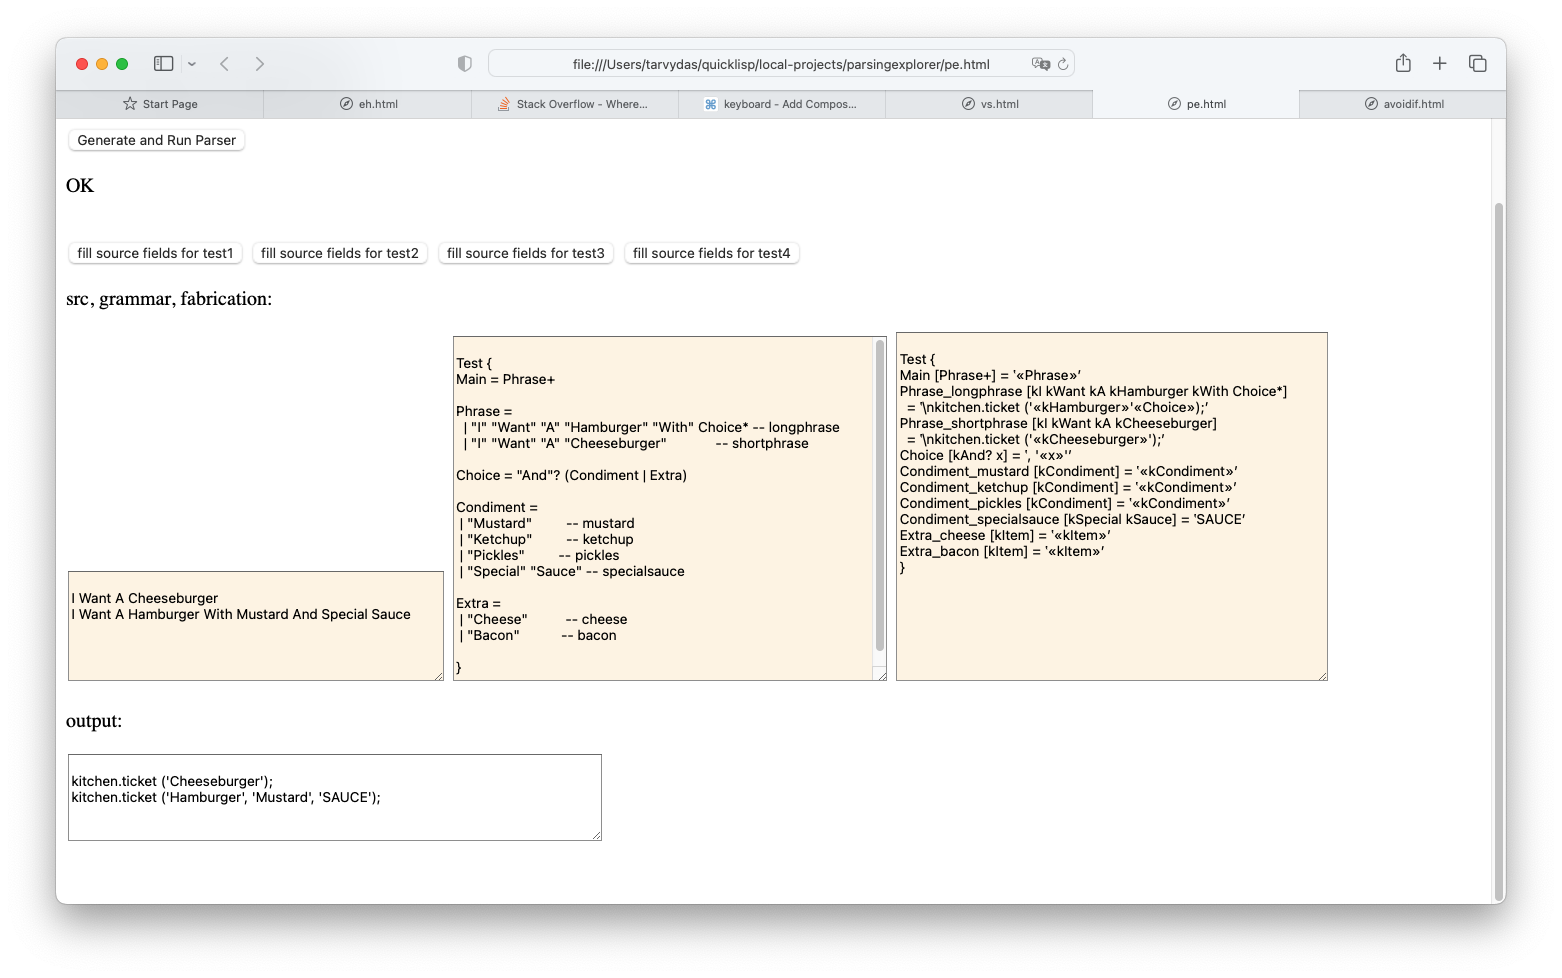 file:///Users/tarvydas/quicklisp/local-projects/parsingexplorer/pe.html
Start Page
eh.html
Stack Overflow - Where...
keyboard - Add Compos...
vs.html
pe.html
avoidif.html
Generate and Run Parser
OK
fill source fields for test1
fill source fields for test2
fill source fields for test3
fill source fields for test4
src, grammar, fabrication:
I Want A Cheeseburger
I Want A Hamburger With Mustard And Special Sauce
Test {
Main = Phrase+
Phrase =
| "I" "Want" "A" "Hamburger" "With" Choice* -- longphrase
| "I" "Want" "A" "Cheeseburger" -- shortphrase
Choice = "And"? (Condiment | Extra)
Condiment =
| "Mustard" -- mustard
| "Ketchup" -- ketchup
| "Pickles" -- pickles
| "Special" "Sauce" -- specialsauce
Extra =
| "Cheese" -- cheese
| "Bacon" -- bacon
}
Test {
Main [Phrase+] = ‛«Phrase»’
Phrase_longphrase [kI kWant kA kHamburger kWith Choice*]
= ‛\nkitchen.ticket ('«kHamburger»'«Choice»);’
Phrase_shortphrase [kI kWant kA kCheeseburger]
= ‛\nkitchen.ticket ('«kCheeseburger»');’
Choice [kAnd? x] = ‛, '«x»'’
Condiment_mustard [kCondiment] = ‛«kCondiment»’
Condiment_ketchup [kCondiment] = ‛«kCondiment»’
Condiment_pickles [kCondiment] = ‛«kCondiment»’
Condiment_specialsauce [kSpecial kSauce] = ‛SAUCE’
Extra_cheese [kItem] = ‛«kItem»’
Extra_bacon [kItem] = ‛«kItem»’
}
output:
kitchen.ticket ('Cheeseburger');
kitchen.ticket ('Hamburger', 'Mustard', 'SAUCE');